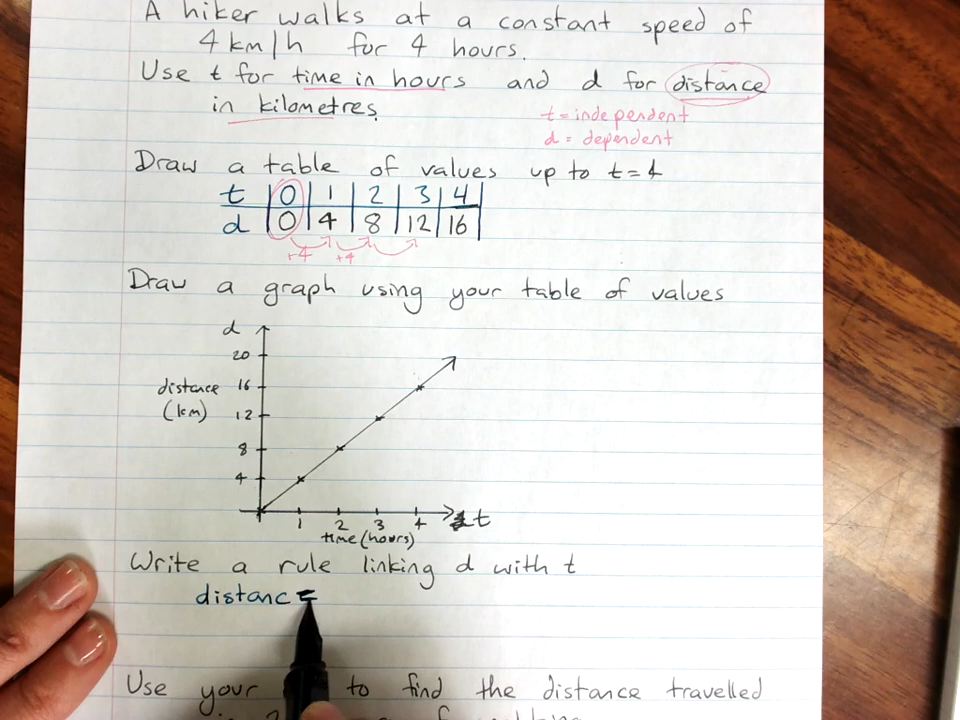 A hiker walks at a constant speed of
4 km/h for 4 hours.
Use t for time in hours and d for distance
in kilometres.
t = independent
d = dependent
Draw a table of values up to t=4
t 0 1 2 3 4
d 0 4 8 12 16
+4 +4
Draw a graph using your table of values
d
20
distance 16
(km) 12
8
4
1 2 3 4 t
time (hours)
Write a rule linking d with t
distanc
Use your to find the distance travelled